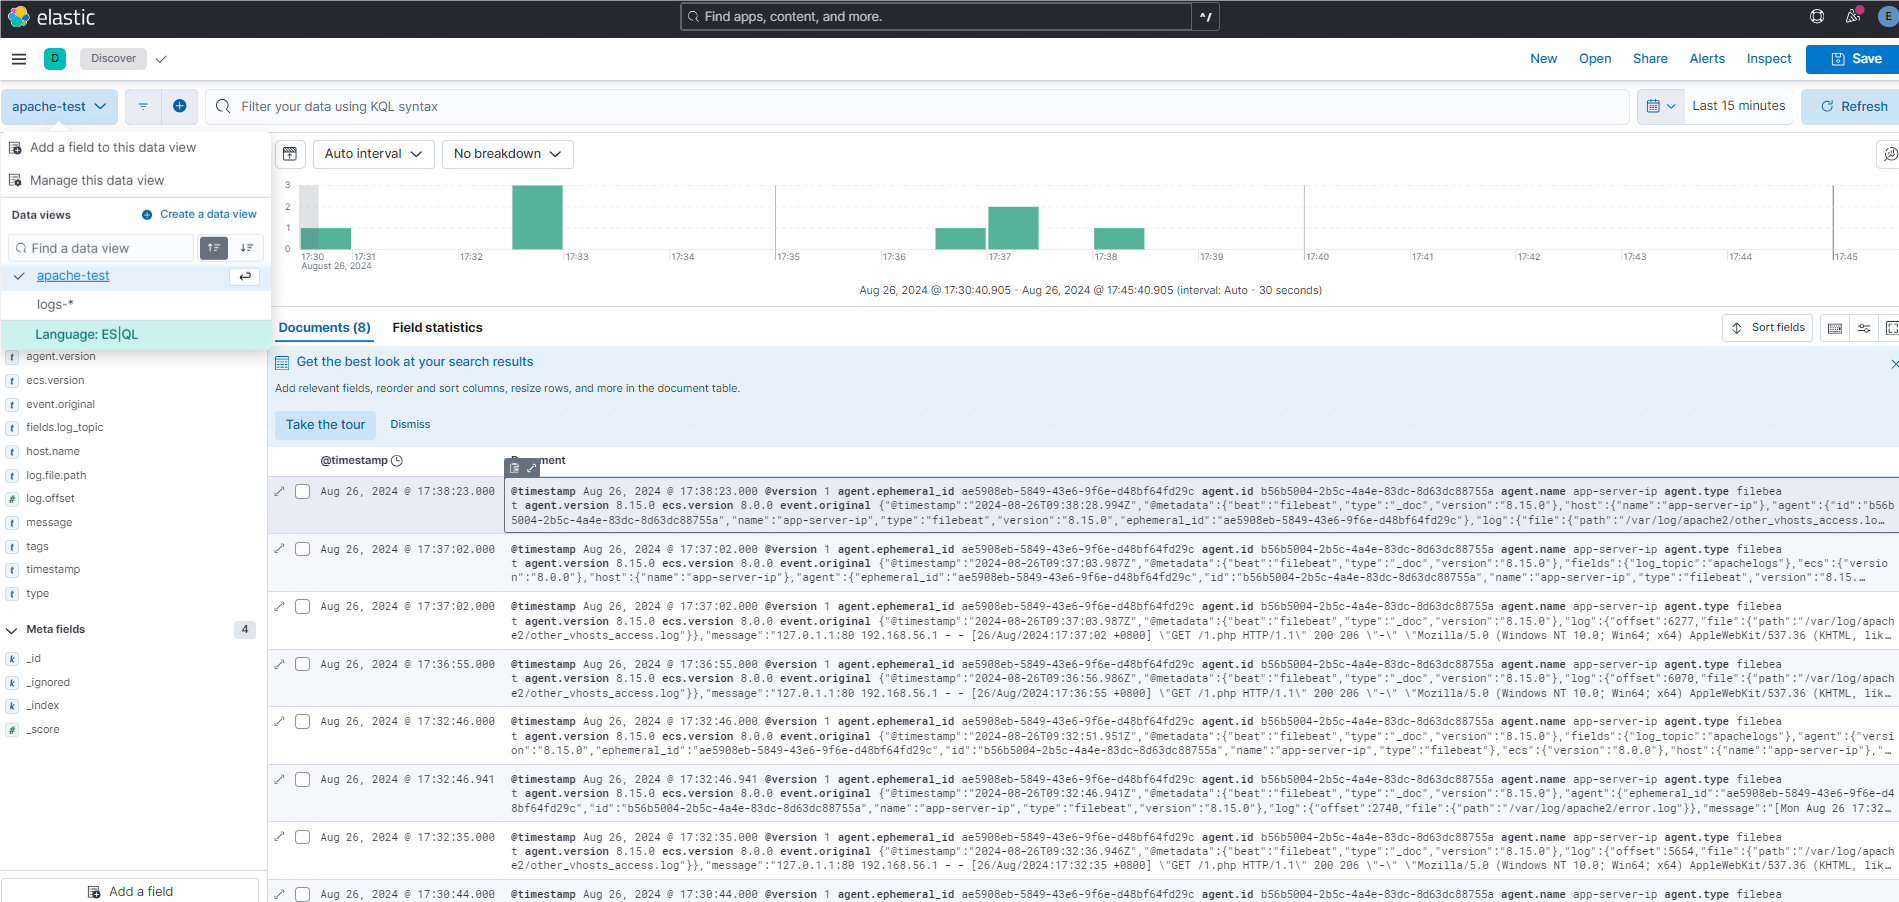 elastic
Find apps, content, and more.
^/
E
D
Discover
New
Open
Share
Alerts
Inspect
Save
apache-test
Filter your data using KQL syntax
Last 15 minutes
Refresh
Add a field to this data view
Manage this data view
Data views
Create a data view
Find a data view
apache-test
logs-*
Language: ES|QL
agent.version
ecs.version
event.original
fields.log_topic
host.name
log.file.path
log.offset
message
tags
timestamp
type
Meta fields
4
_id
_ignored
_index
_score
Add a field
Auto interval
No breakdown
3
2
1
0
17:30
August 26, 2024
17:31
17:32
17:33
17:34
17:35
17:36
17:37
17:38
17:39
17:40
17:41
17:42
17:43
17:44
17:45
Aug 26, 2024 @ 17:30:40.905 - Aug 26, 2024 @ 17:45:40.905 (interval: Auto - 30 seconds)
Documents (8)
Field statistics
Sort fields
Get the best look at your search results
Add relevant fields, reorder and sort columns, resize rows, and more in the document table.
Take the tour
Dismiss
@timestamp
Aug 26, 2024 @ 17:38:23.000
@timestamp Aug 26, 2024 @ 17:38:23.000 @version 1 agent.ephemeral_id ae5908eb-5849-43e6-9f6e-d48bf64fd29c agent.id b56b5004-2b5c-4a4e-83dc-8d63dc88755a agent.name app-server-ip agent.type filebea
t agent.version 8.15.0 ecs.version 8.0.0 event.original {"@timestamp":"2024-08-26T09:38:28.994Z","@metadata":{"beat":"filebeat","type":"_doc","version":"8.15.0"},"host":{"name":"app-server-ip"},"agent":{"id":"b56b
5004-2b5c-4a4e-83dc-8d63dc88755a","name":"app-server-ip","type":"filebeat","version":"8.15.0","ephemeral_id":"ae5908eb-5849-43e6-9f6e-d48bf64fd29c"},"log":{"file":{"path":"/var/log/apache2/other_vhosts_access.lo…
Aug 26, 2024 @ 17:37:02.000
@timestamp Aug 26, 2024 @ 17:37:02.000 @version 1 agent.ephemeral_id ae5908eb-5849-43e6-9f6e-d48bf64fd29c agent.id b56b5004-2b5c-4a4e-83dc-8d63dc88755a agent.name app-server-ip agent.type filebea
t agent.version 8.15.0 ecs.version 8.0.0 event.original {"@timestamp":"2024-08-26T09:37:03.987Z","@metadata":{"beat":"filebeat","type":"_doc","version":"8.15.0"},"fields":{"log_topic":"apachelogs"},"ecs":{"versio
n":"8.0.0"},"host":{"name":"app-server-ip"},"agent":{"ephemeral_id":"ae5908eb-5849-43e6-9f6e-d48bf64fd29c","id":"b56b5004-2b5c-4a4e-83dc-8d63dc88755a","name":"app-server-ip","type":"filebeat","version":"8.15.…
Aug 26, 2024 @ 17:37:02.000
@timestamp Aug 26, 2024 @ 17:37:02.000 @version 1 agent.ephemeral_id ae5908eb-5849-43e6-9f6e-d48bf64fd29c agent.id b56b5004-2b5c-4a4e-83dc-8d63dc88755a agent.name app-server-ip agent.type filebea
t agent.version 8.15.0 ecs.version 8.0.0 event.original {"@timestamp":"2024-08-26T09:37:03.987Z","@metadata":{"beat":"filebeat","type":"_doc","version":"8.15.0"},"log":{"offset":6277,"file":{"path":"/var/log/apach
e2/other_vhosts_access.log"}},"message":"127.0.1.1:80 192.168.56.1 - - [26/Aug/2024:17:37:02 +0800] \"GET /1.php HTTP/1.1\" 200 206 \"-\" \"Mozilla/5.0 (Windows NT 10.0; Win64; x64) AppleWebKit/537.36 (KHTML, lik…
Aug 26, 2024 @ 17:36:55.000
@timestamp Aug 26, 2024 @ 17:36:55.000 @version 1 agent.ephemeral_id ae5908eb-5849-43e6-9f6e-d48bf64fd29c agent.id b56b5004-2b5c-4a4e-83dc-8d63dc88755a agent.name app-server-ip agent.type filebea
t agent.version 8.15.0 ecs.version 8.0.0 event.original {"@timestamp":"2024-08-26T09:36:56.986Z","@metadata":{"beat":"filebeat","type":"_doc","version":"8.15.0"},"log":{"offset":6070,"file":{"path":"/var/log/apach
e2/other_vhosts_access.log"}},"message":"127.0.1.1:80 192.168.56.1 - - [26/Aug/2024:17:36:55 +0800] \"GET /1.php HTTP/1.1\" 200 206 \"-\" \"Mozilla/5.0 (Windows NT 10.0; Win64; x64) AppleWebKit/537.36 (KHTML, lik…
Aug 26, 2024 @ 17:32:46.000
@timestamp Aug 26, 2024 @ 17:32:46.000 @version 1 agent.ephemeral_id ae5908eb-5849-43e6-9f6e-d48bf64fd29c agent.id b56b5004-2b5c-4a4e-83dc-8d63dc88755a agent.name app-server-ip agent.type filebea
t agent.version 8.15.0 ecs.version 8.0.0 event.original {"@timestamp":"2024-08-26T09:32:51.951Z","@metadata":{"beat":"filebeat","type":"_doc","version":"8.15.0"},"fields":{"log_topic":"apachelogs"},"agent":{"versi
on":"8.15.0","ephemeral_id":"ae5908eb-5849-43e6-9f6e-d48bf64fd29c","id":"b56b5004-2b5c-4a4e-83dc-8d63dc88755a","name":"app-server-ip","type":"filebeat"},"ecs":{"version":"8.0.0"},"host":{"name":"app-server-ip"},"…
Aug 26, 2024 @ 17:32:46.941
@timestamp Aug 26, 2024 @ 17:32:46.941 @version 1 agent.ephemeral_id ae5908eb-5849-43e6-9f6e-d48bf64fd29c agent.id b56b5004-2b5c-4a4e-83dc-8d63dc88755a agent.name app-server-ip agent.type filebea
t agent.version 8.15.0 ecs.version 8.0.0 event.original {"@timestamp":"2024-08-26T09:32:46.941Z","@metadata":{"beat":"filebeat","type":"_doc","version":"8.15.0"},"agent":{"ephemeral_id":"ae5908eb-5849-43e6-9f6e-d4
8bf64fd29c","id":"b56b5004-2b5c-4a4e-83dc-8d63dc88755a","name":"app-server-ip","type":"filebeat","version":"8.15.0"},"log":{"offset":2740,"file":{"path":"/var/log/apache2/error.log"}},"message":"[Mon Aug 26 17:32…
Aug 26, 2024 @ 17:32:35.000
@timestamp Aug 26, 2024 @ 17:32:35.000 @version 1 agent.ephemeral_id ae5908eb-5849-43e6-9f6e-d48bf64fd29c agent.id b56b5004-2b5c-4a4e-83dc-8d63dc88755a agent.name app-server-ip agent.type filebea
t agent.version 8.15.0 ecs.version 8.0.0 event.original {"@timestamp":"2024-08-26T09:32:36.946Z","@metadata":{"beat":"filebeat","type":"_doc","version":"8.15.0"},"log":{"offset":5654,"file":{"path":"/var/log/apach
e2/other_vhosts_access.log"}},"message":"127.0.1.1:80 192.168.56.1 - - [26/Aug/2024:17:32:35 +0800] \"GET /1.php HTTP/1.1\" 200 206 \"-\" \"Mozilla/5.0 (Windows NT 10.0; Win64; x64) AppleWebKit/537.36 (KHTML, lik…
Aug 26, 2024 @ 17:30:44.000
@timestamp Aug 26, 2024 @ 17:30:44.000 @version 1 agent.ephemeral_id ae5908eb-5849-43e6-9f6e-d48bf64fd29c agent.id b56b5004-2b5c-4a4e-83dc-8d63dc88755a agent.name app-server-ip agent.type filebea